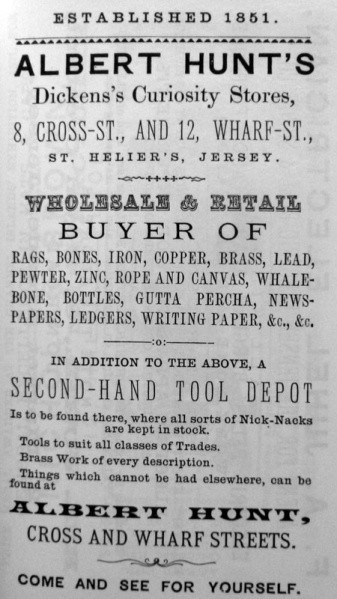 ESTABLISHED 1851.
ALBERT HUNT'S
Dickens's Curiosity Stores,
8, CROSS-ST., AND 12, WHARF-ST.,
ST. HELIER'S, JERSEY.
WHOLESALE & RETAIL
BUYER OF
RAGS, BONES, IRON, COPPER, BRASS, LEAD,
PEWTER, ZINC, ROPE AND CANVAS, WHALE-
BONE, BOTTLES, GUTTA PERCHA, NEWS-
PAPERS, LEDGERS, WRITING PAPER, &c., &c.
:o:
IN ADDITION TO THE ABOVE, A
SECOND-HAND TOOL DEPOT
Is to be found there, where all sorts of Nick-Nacks
are kept in stock.
Tools to suit all classes of Trades.
Brass Work of every description.
Things which cannot be had elsewhere, can be
found at
ALBERT HUNT,
CROSS AND WHARF STREETS.
COME AND SEE FOR YOURSELF.